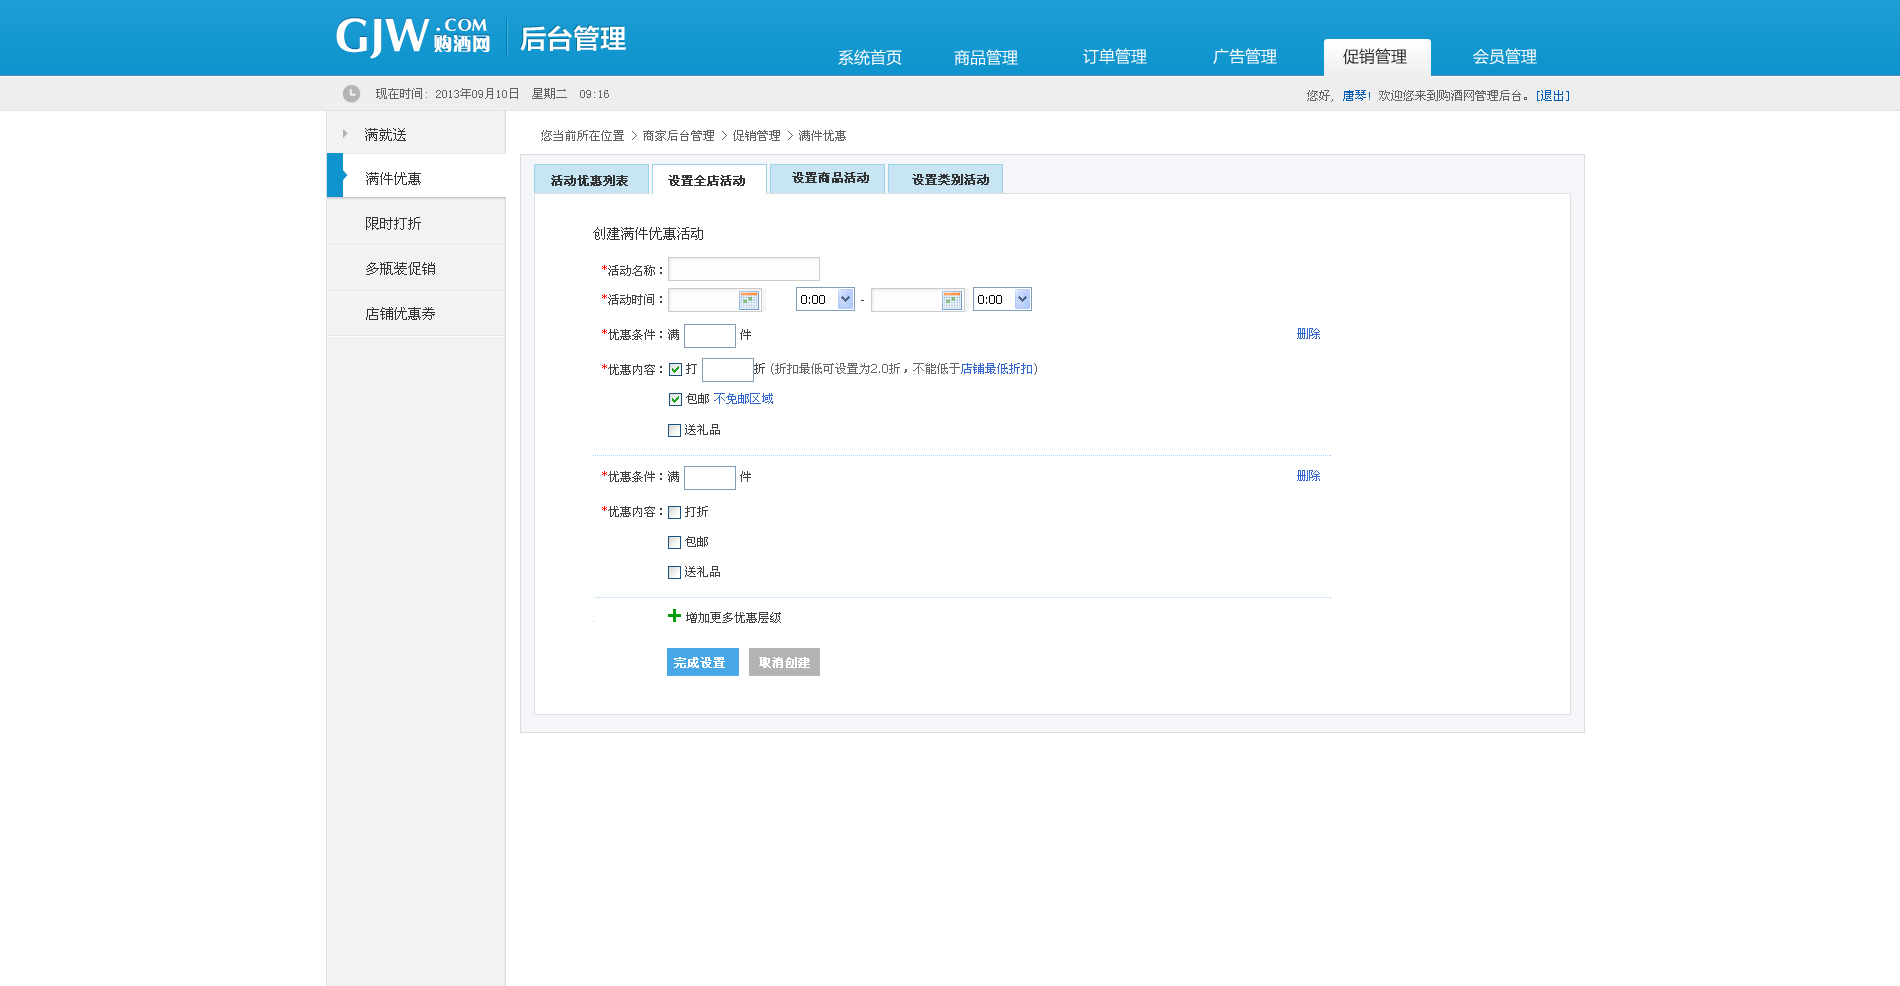 GJW.COM 购酒网 后台管理
系统首页 商品管理 订单管理 广告管理 促销管理 会员管理
现在时间: 2013年09月10日 星期二 09:16
您好, 唐琴! 欢迎您来到购酒网管理后台。[退出]
满就送
满件优惠
限时打折
多瓶装促销
店铺优惠券
您当前所在位置 > 商家后台管理 > 促销管理 > 满件优惠
活动优惠列表 设置全店活动 设置商品活动 设置类别活动
创建满件优惠活动
*活动名称：
*活动时间： 0:00 - 0:00
*优惠条件：满 件 删除
*优惠内容： 打 折 (折扣最低可设置为2.0折，不能低于店铺最低折扣)
包邮 不免邮区域
送礼品
*优惠条件：满 件 删除
*优惠内容： 打折
包邮
送礼品
增加更多优惠层级
完成设置 取消创建